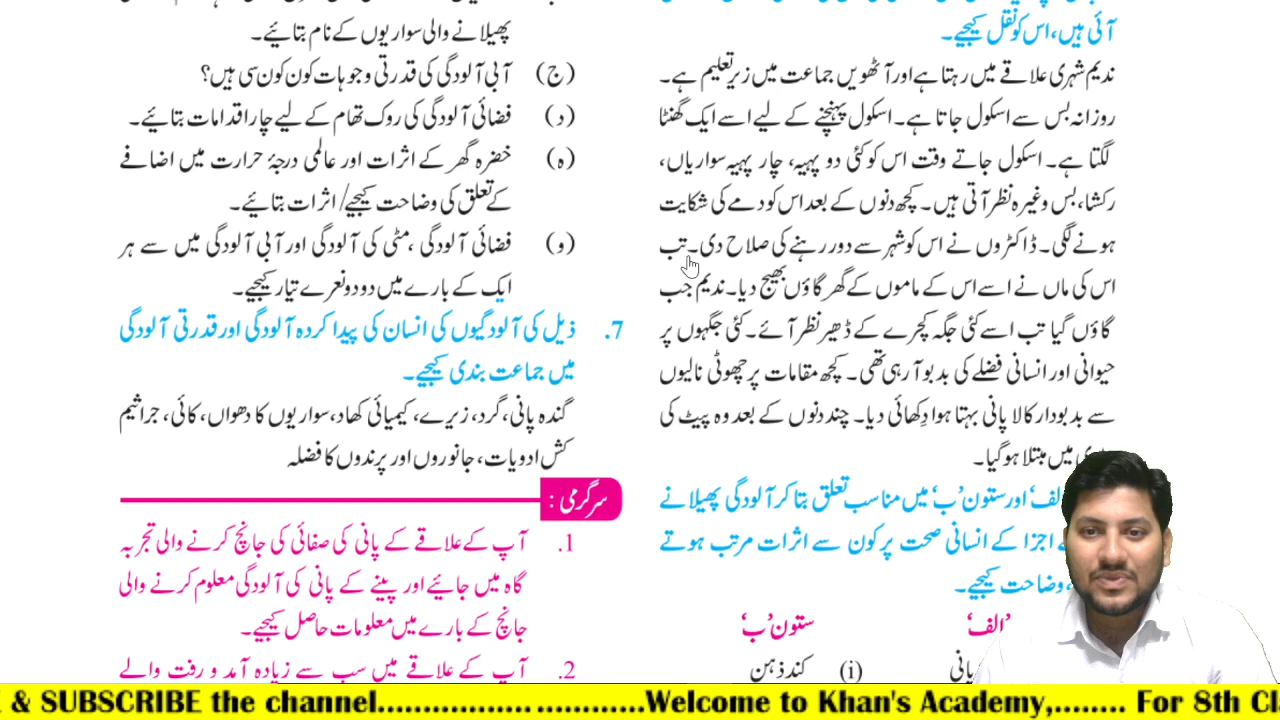 آئی ہیں، اس کو نقل کیجیے۔
ندیم شہری علاقے میں رہتا ہے اور آٹھویں جماعت میں زیرِ تعلیم ہے۔
روزانہ بس سے اسکول جاتا ہے۔ اسکول پہنچنے کے لیے اسے ایک گھنٹا
لگتا ہے۔ اسکول جاتے وقت اس کو کئی دو پہیہ، چار پہیہ سواریاں،
رکشا، بس وغیرہ نظر آتی ہیں۔ کچھ دنوں کے بعد اس کو دمے کی شکایت
ہونے لگی۔ ڈاکٹروں نے اس کو شہر سے دور رہنے کی صلاح دی۔ تب
اس کی ماں نے اسے اس کے ماموں کے گھر گاؤں بھیج دیا۔ ندیم جب
گاؤں گیا تب اسے کئی جگہ کچرے کے ڈھیر نظر آئے۔ کئی جگہوں پر
حیوانی اور انسانی فضلے کی بدبو آ رہی تھی۔ کچھ مقامات پر چھوٹی نالیوں
سے بدبودار کالا پانی بہتا ہوا دِکھائی دیا۔ چند دنوں کے بعد وہ پیٹ کی
میں مبتلا ہو گیا۔
اور ستون ’ب‘ میں مناسب تعلق بتا کر آلودگی پھیلانے
اجزا کے انسانی صحت پر کون سے اثرات مرتب ہوتے
وضاحت کیجیے۔
’الف‘ ستون ’ب‘
پانی (i) کند ذہن
پھیلانے والی سواریوں کے نام بتائیے۔
(ج) آبی آلودگی کی قدرتی وجوہات کون کون سی ہیں؟
(د) فضائی آلودگی کی روک تھام کے لیے چار اقدامات بتائیے۔
(ہ) خضرہ گھر کے اثرات اور عالمی درجۂ حرارت میں اضافے
کے تعلق کی وضاحت کیجیے/ اثرات بتائیے۔
(و) فضائی آلودگی، مٹی کی آلودگی اور آبی آلودگی میں سے ہر
ایک کے بارے میں دو دو نعرے تیار کیجیے۔
7. ذیل کی آلودگیوں کی انسان کی پیدا کردہ آلودگی اور قدرتی آلودگی
میں جماعت بندی کیجیے۔
گندہ پانی، گرد، زیرے، کیمیائی کھاد، سواریوں کا دھواں، کائی، جراثیم
کش ادویات، جانوروں اور پرندوں کا فضلہ
سرگرمی :
1. آپ کے علاقے کے پانی کی صفائی کی جانچ کرنے والی تجربہ
گاہ میں جائیے اور پینے کے پانی کی آلودگی معلوم کرنے والی
جانچ کے بارے میں معلومات حاصل کیجیے۔
2. آپ کے علاقے میں سب سے زیادہ آمد و رفت والے
& SUBSCRIBE the channel............................Welcome to Khan's Academy,........ For 8th